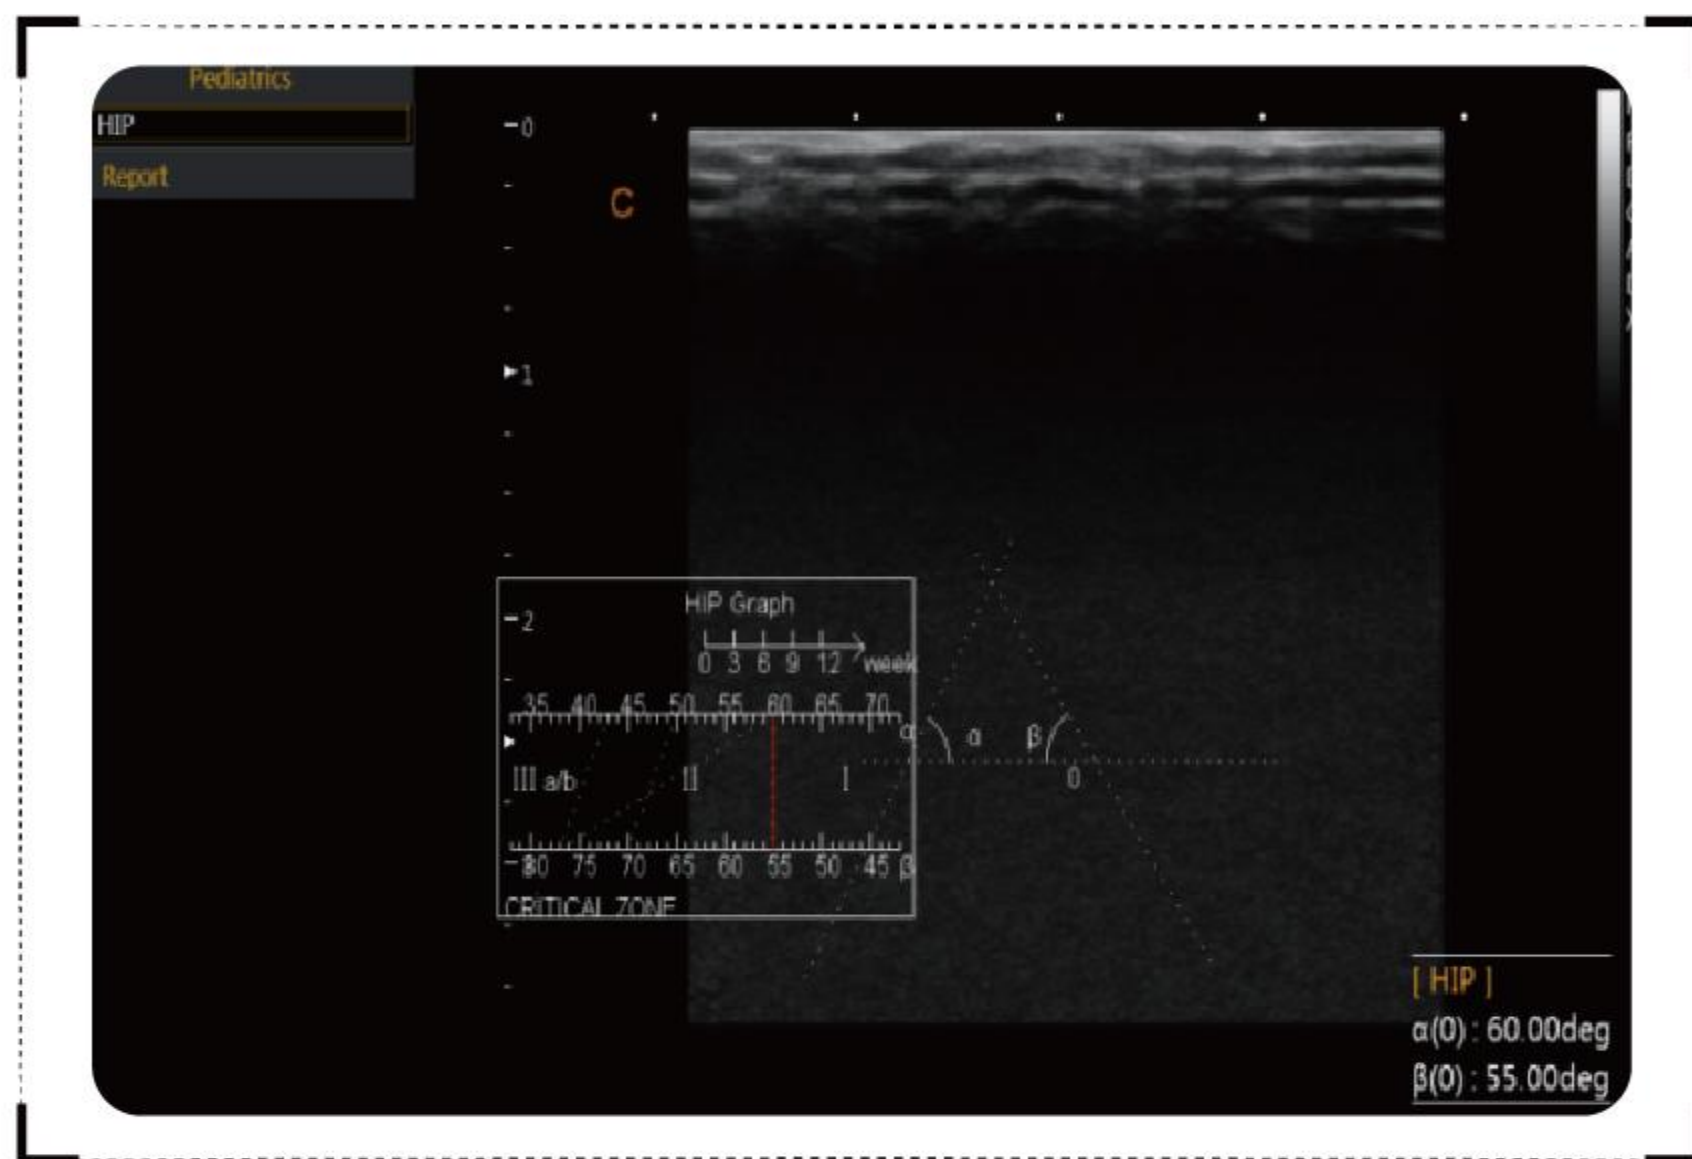 Pediatrics
HIP
Report
0
C
1
2
HIP Graph
0 3 6 9 12 week
35 40 45 50 55 60 65 70
α
α β
III a/b II I
0
80 75 70 65 60 55 50 45 β
CRITICAL ZONE
[ HIP ]
α(0) : 60.00deg
β(0) : 55.00deg